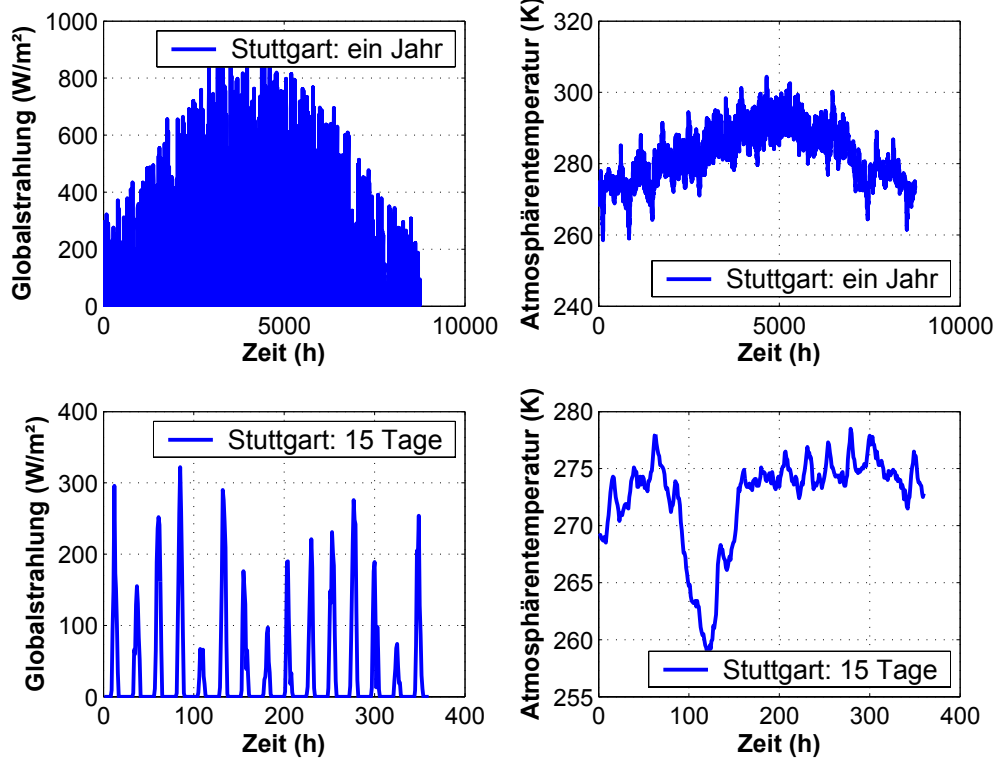 Globalstrahlung (W/m²)
1000
800
600
400
200
0
Stuttgart: ein Jahr
0 5000 10000
Zeit (h)
Atmosphärentemperatur (K)
320
300
280
260
240
Stuttgart: ein Jahr
0 5000 10000
Zeit (h)
Globalstrahlung (W/m²)
400
300
200
100
0
Stuttgart: 15 Tage
0 100 200 300 400
Zeit (h)
Atmosphärentemperatur (K)
280
275
270
265
260
255
Stuttgart: 15 Tage
0 100 200 300 400
Zeit (h)